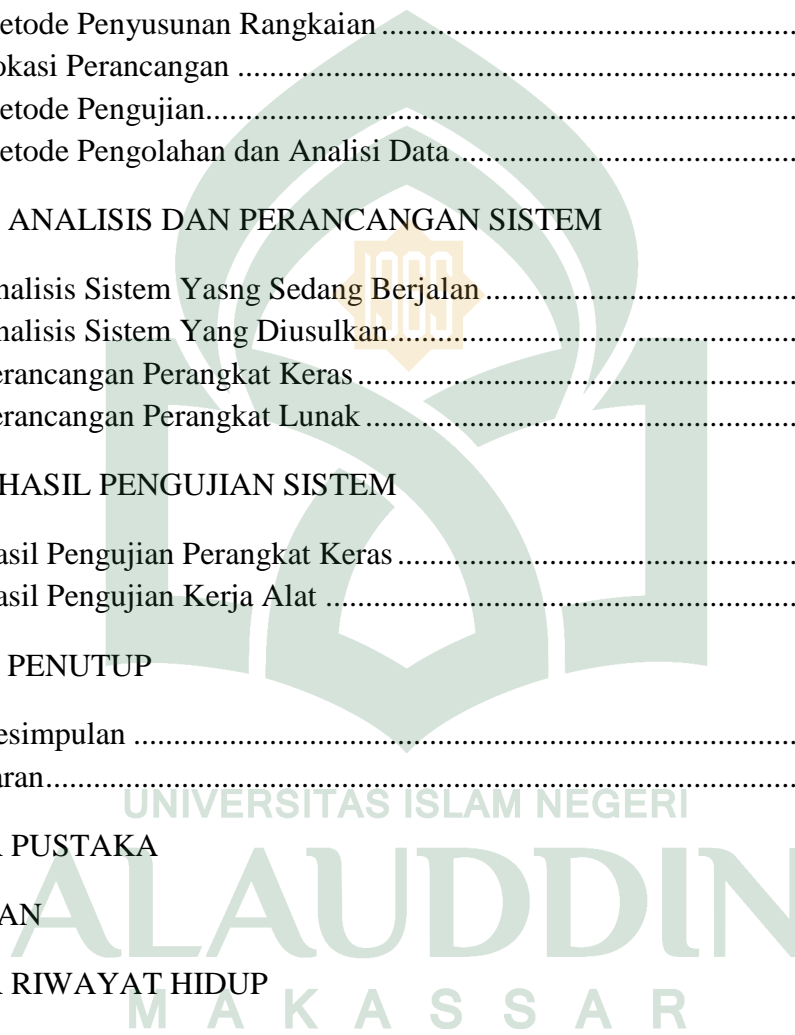 etode Penyusunan Rangkaian
okasi Perancangan
etode Pengujian
etode Pengolahan dan Analisi Data
ANALISIS DAN PERANCANGAN SISTEM
nalisis Sistem Yasng Sedang Berjalan
nalisis Sistem Yang Diusulkan
erancangan Perangkat Keras
erancangan Perangkat Lunak
HASIL PENGUJIAN SISTEM
asil Pengujian Perangkat Keras
asil Pengujian Kerja Alat
PENUTUP
esimpulan
aran
UNIVERSITAS ISLAM NEGERI
PUSTAKA
ALAUDDIN
AN
RIWAYAT HIDUP
MAKASSAR